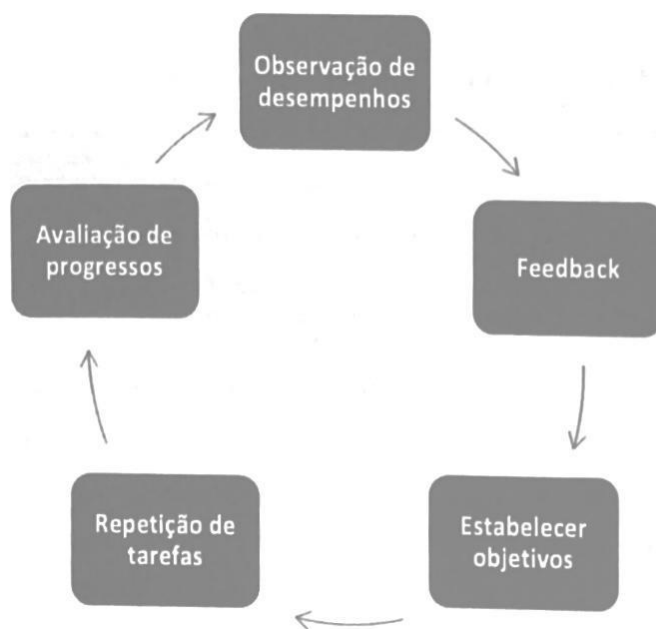 Observação de
desempenhos
Feedback
Estabelecer
objetivos
Repetição de
tarefas
Avaliação de
progressos